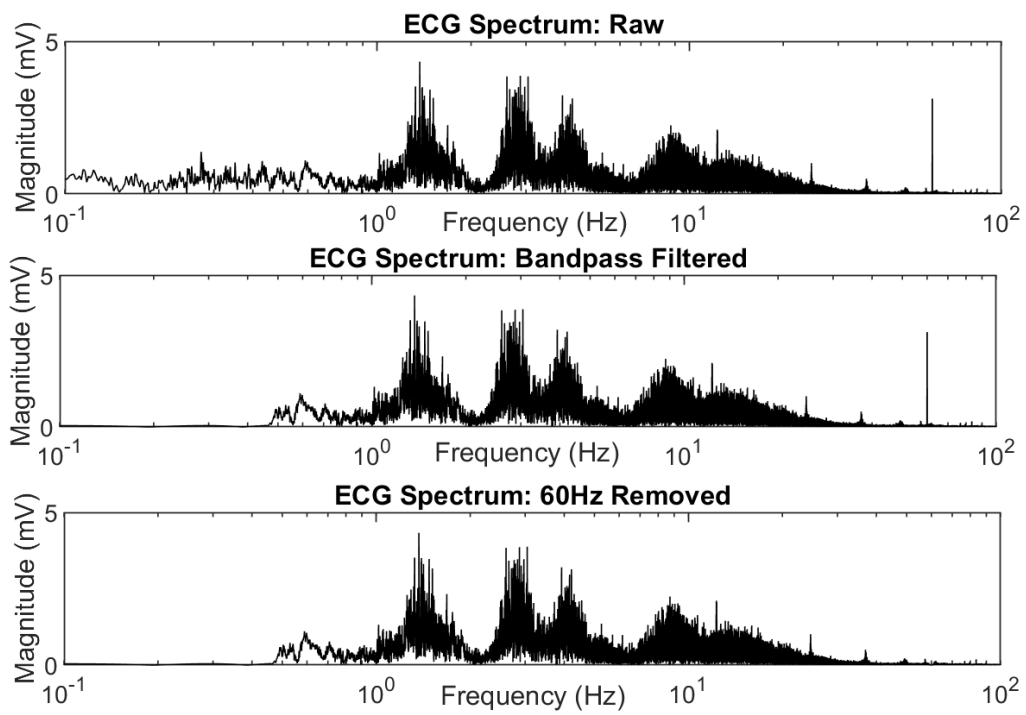 ECG Spectrum: Raw
5
Magnitude (mV)
0
10^-1 10^0 10^1 10^2
Frequency (Hz)
ECG Spectrum: Bandpass Filtered
5
Magnitude (mV)
0
10^-1 10^0 10^1 10^2
Frequency (Hz)
ECG Spectrum: 60Hz Removed
5
Magnitude (mV)
0
10^-1 10^0 10^1 10^2
Frequency (Hz)